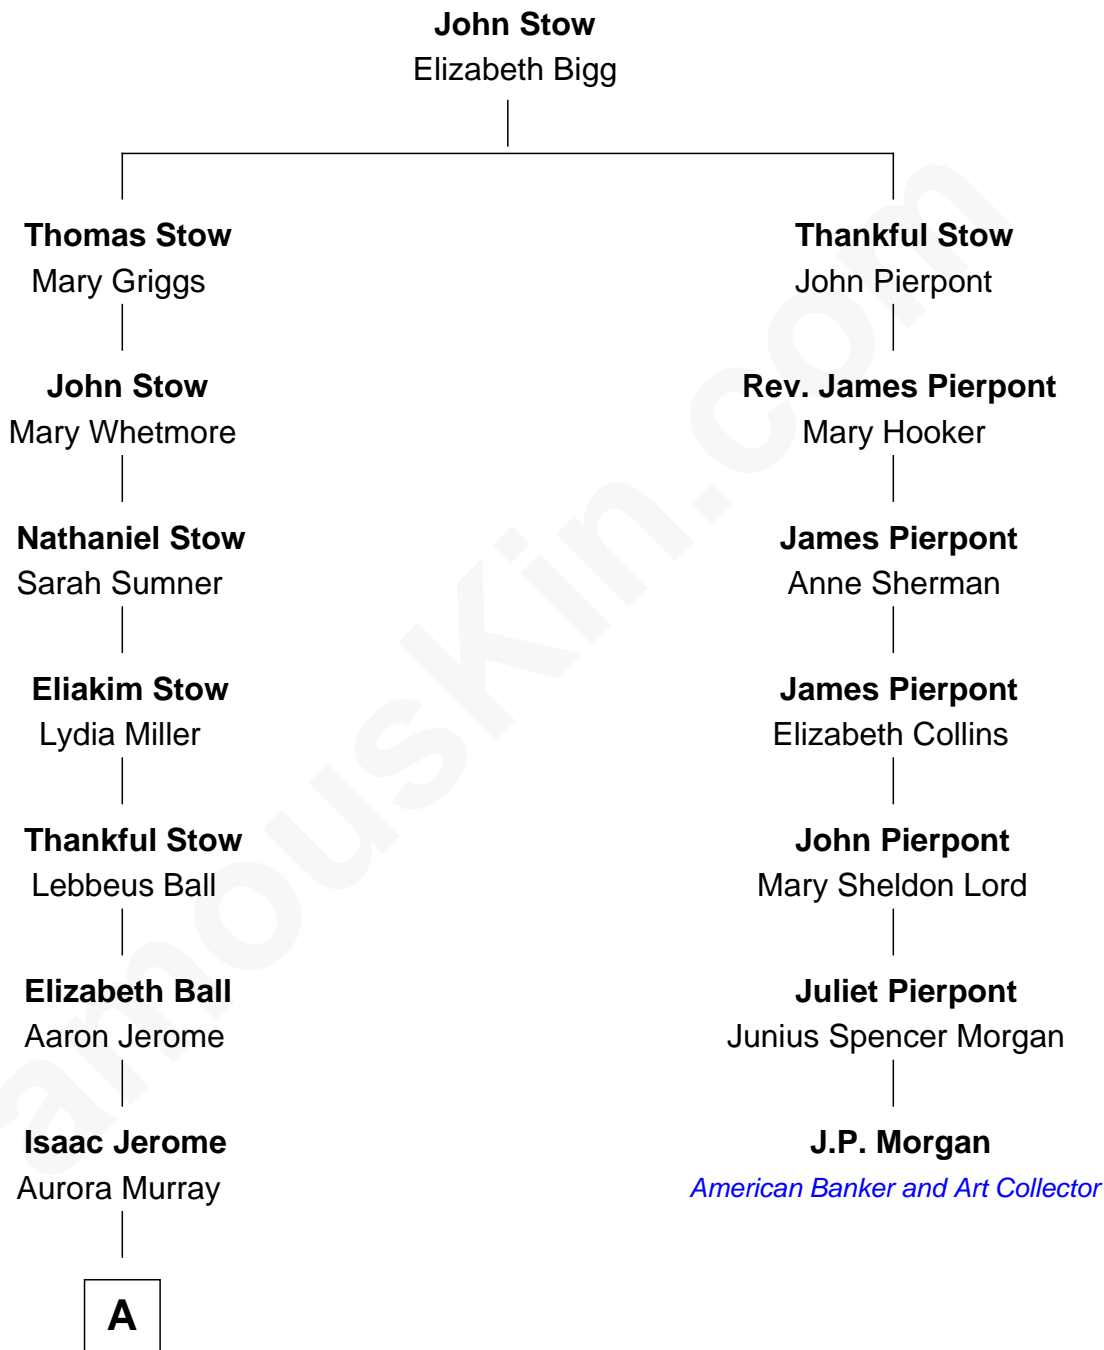 John Stow
Elizabeth Bigg
Thomas Stow
Mary Griggs
John Stow
Mary Whetmore
Nathaniel Stow
Sarah Sumner
Eliakim Stow
Lydia Miller
Thankful Stow
Lebbeus Ball
Elizabeth Ball
Aaron Jerome
Isaac Jerome
Aurora Murray
A
Thankful Stow
John Pierpont
Rev. James Pierpont
Mary Hooker
James Pierpont
Anne Sherman
James Pierpont
Elizabeth Collins
John Pierpont
Mary Sheldon Lord
Juliet Pierpont
Junius Spencer Morgan
J.P. Morgan
American Banker and Art Collector
amousKin.com